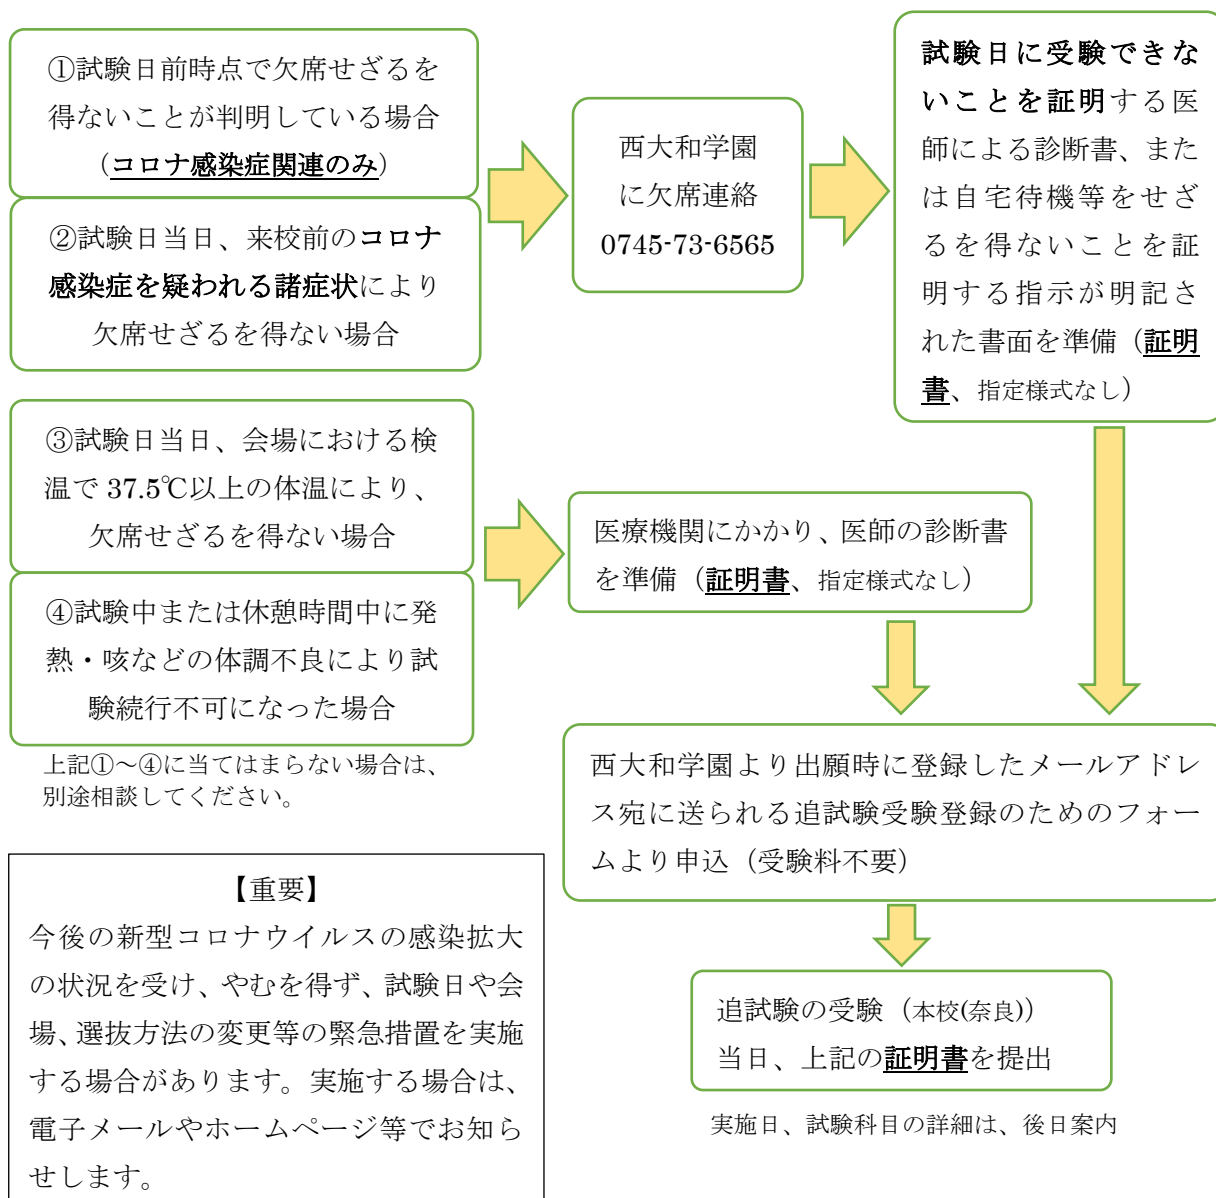 ①試験日前時点で欠席せざるを
得ないことが判明している場合
（コロナ感染症関連のみ）
②試験日当日、来校前のコロナ
感染症を疑われる諸症状により
欠席せざるを得ない場合
西大和学園
に欠席連絡
0745-73-6565
試験日に受験できな
いことを証明する医
師による診断書、また
は自宅待機等をせざ
るを得ないことを証
明する指示が明記さ
れた書面を準備（証明
書、指定様式なし）
③試験日当日、会場における検
温で 37.5℃以上の体温により、
欠席せざるを得ない場合
④試験中または休憩時間中に発
熱・咳などの体調不良により試
験続行不可になった場合
上記①～④に当てはまらない場合は、
別途相談してください。
医療機関にかかり、医師の診断書
を準備（証明書、指定様式なし）
西大和学園より出願時に登録したメールアドレ
ス宛に送られる追試験受験登録のためのフォー
ムより申込（受験料不要）
追試験の受験（本校(奈良)）
当日、上記の証明書を提出
実施日、試験科目の詳細は、後日案内
【重要】
今後の新型コロナウイルスの感染拡大
の状況を受け、やむを得ず、試験日や会
場、選抜方法の変更等の緊急措置を実施
する場合があります。実施する場合は、
電子メールやホームページ等でお知ら
せします。